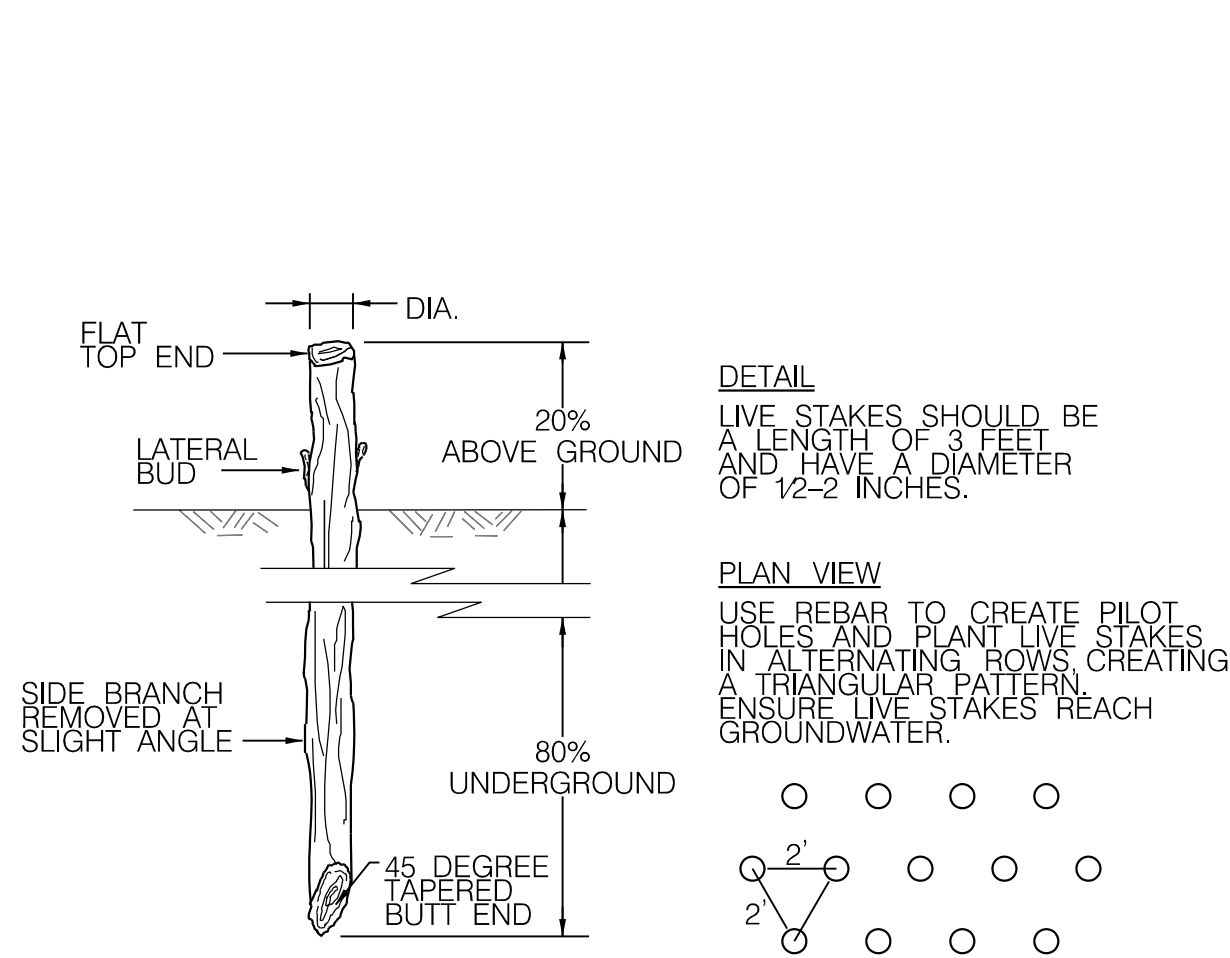 DIA.
FLAT
TOP END
LATERAL
BUD
20%
ABOVE GROUND
SIDE BRANCH
REMOVED AT
SLIGHT ANGLE
80%
UNDERGROUND
45 DEGREE
TAPERED
BUTT END
DETAIL
LIVE STAKES SHOULD BE
A LENGTH OF 3 FEET
AND HAVE A DIAMETER
OF 1/2-2 INCHES.
PLAN VIEW
USE REBAR TO CREATE PILOT
HOLES AND PLANT LIVE STAKES
IN ALTERNATING ROWS, CREATING
A TRIANGULAR PATTERN.
ENSURE LIVE STAKES REACH
GROUNDWATER.
2'
2'